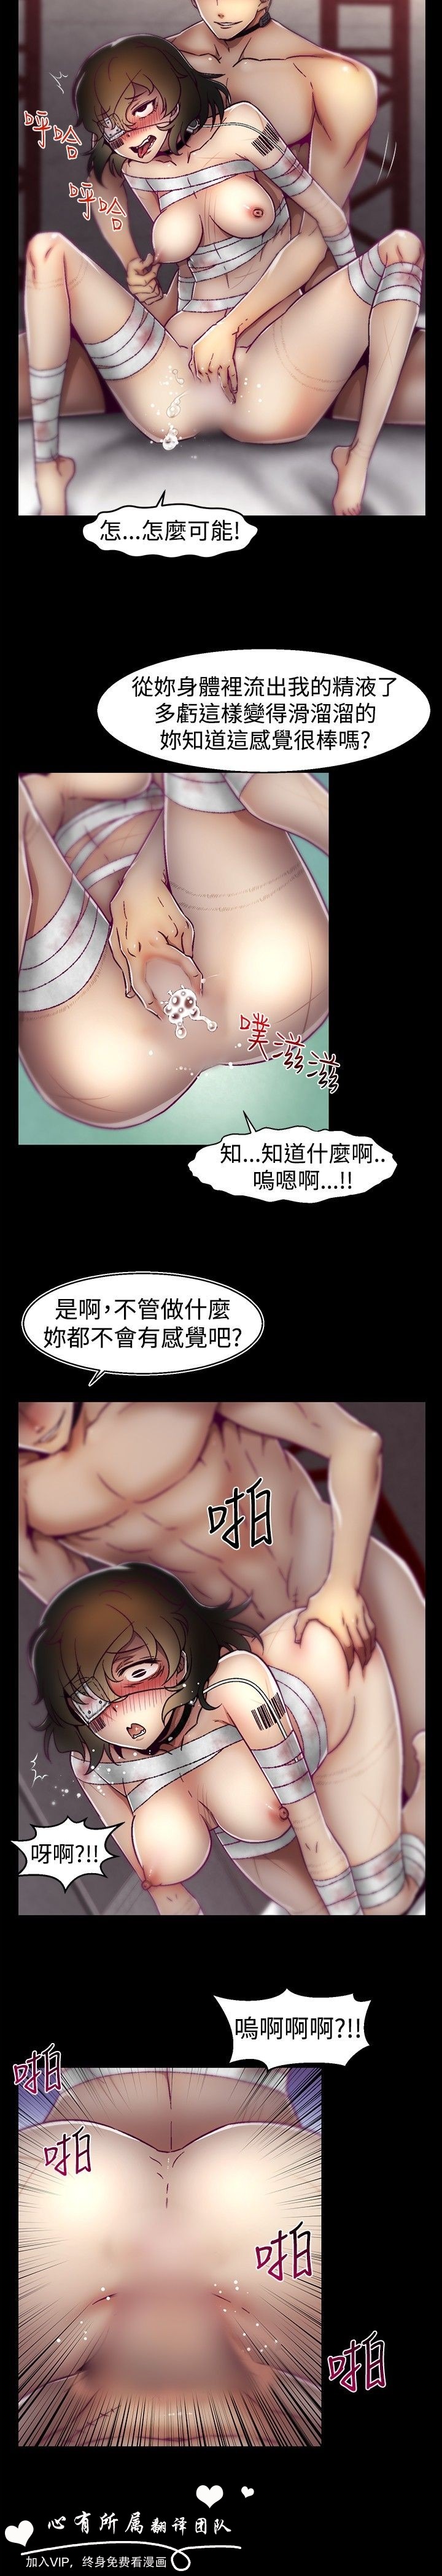 呼哈
呼哈
怎...怎麼可能!
從妳身體裡流出我的精液了
多虧這樣變得滑溜溜的
妳知道這感覺很棒嗎?
噗滋滋
知...知道什麼啊..
嗚嗯啊...!!
是啊,不管做什麼
妳都不會有感覺吧?
啪
呀啊?!!
嗚啊啊啊?!!
啪
啪
啪
啪
心有所属翻译团队
加入VIP，终身免费看漫画